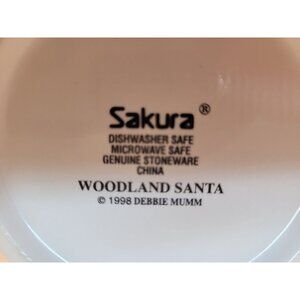 Sakura ®
DISHWASHER SAFE
MICROWAVE SAFE
GENUINE STONEWARE
CHINA
WOODLAND SANTA
© 1998 DEBBIE MUMM